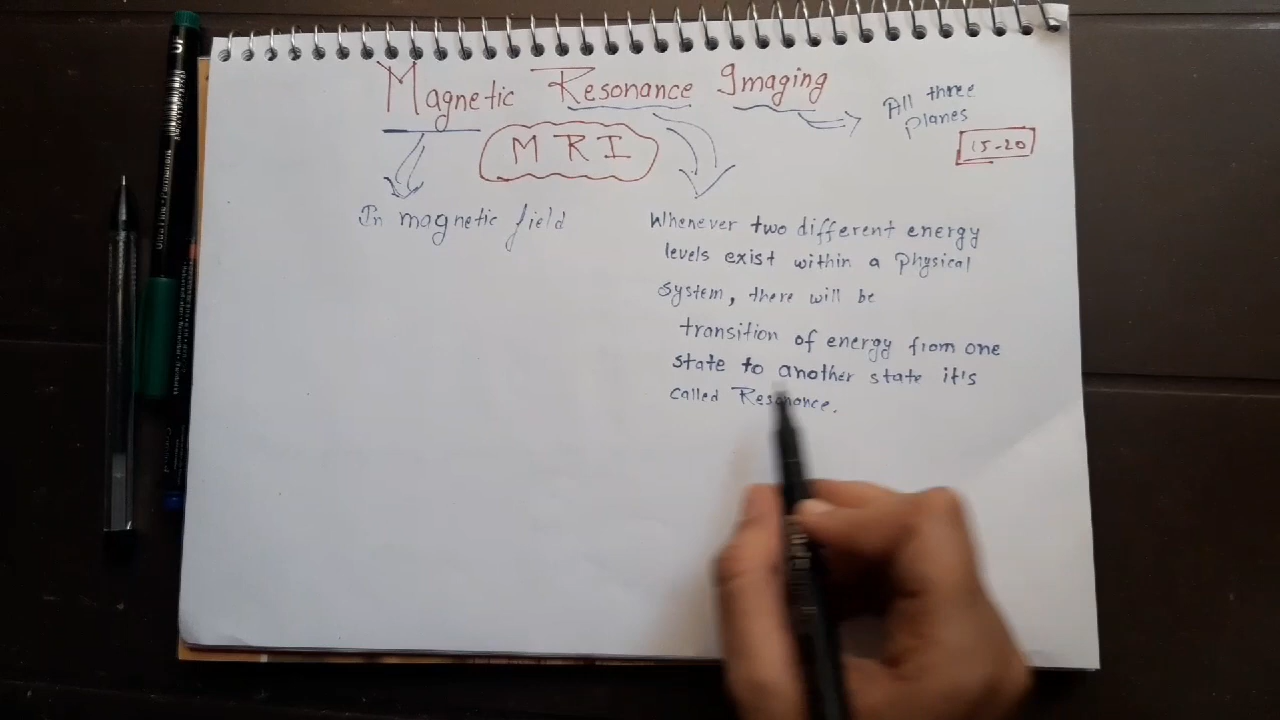 Magnetic Resonance Imaging
All three
planes
MRI
15-20
In magnetic field
Whenever two different energy
levels exist within a physical
system, there will be
transition of energy from one
state to another state it's
called Resonance.